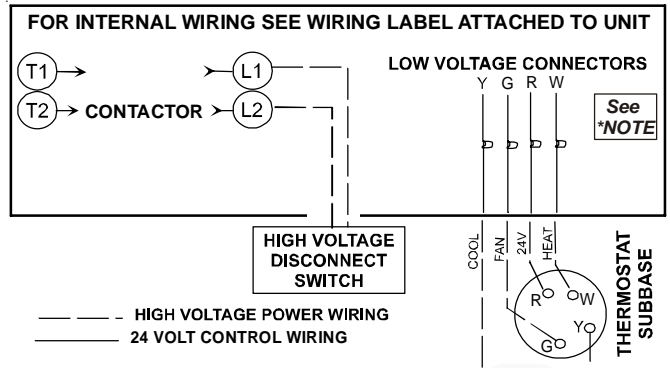 FOR INTERNAL WIRING SEE WIRING LABEL ATTACHED TO UNIT
T1 L1
T2 CONTACTOR L2
LOW VOLTAGE CONNECTORS
Y G R W
See
*NOTE
HIGH VOLTAGE
DISCONNECT
SWITCH
COOL
FAN
24V
HEAT
R W
Y
G
THERMOSTAT
SUBBASE
HIGH VOLTAGE POWER WIRING
24 VOLT CONTROL WIRING